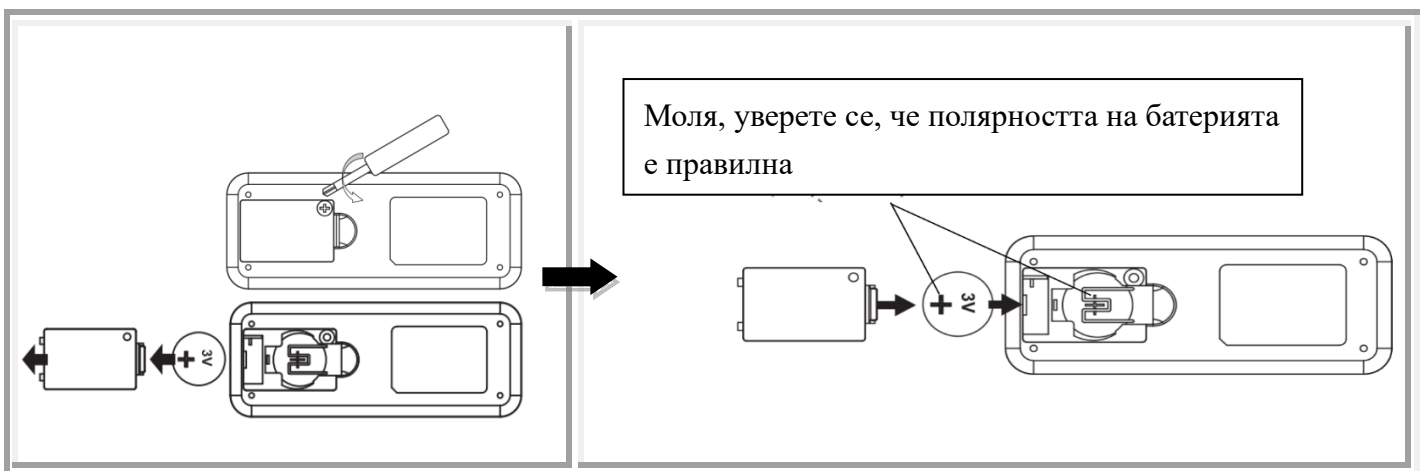 Моля, уверете се, че полярността на батерията
е правилна
+ 3V
+ 3V